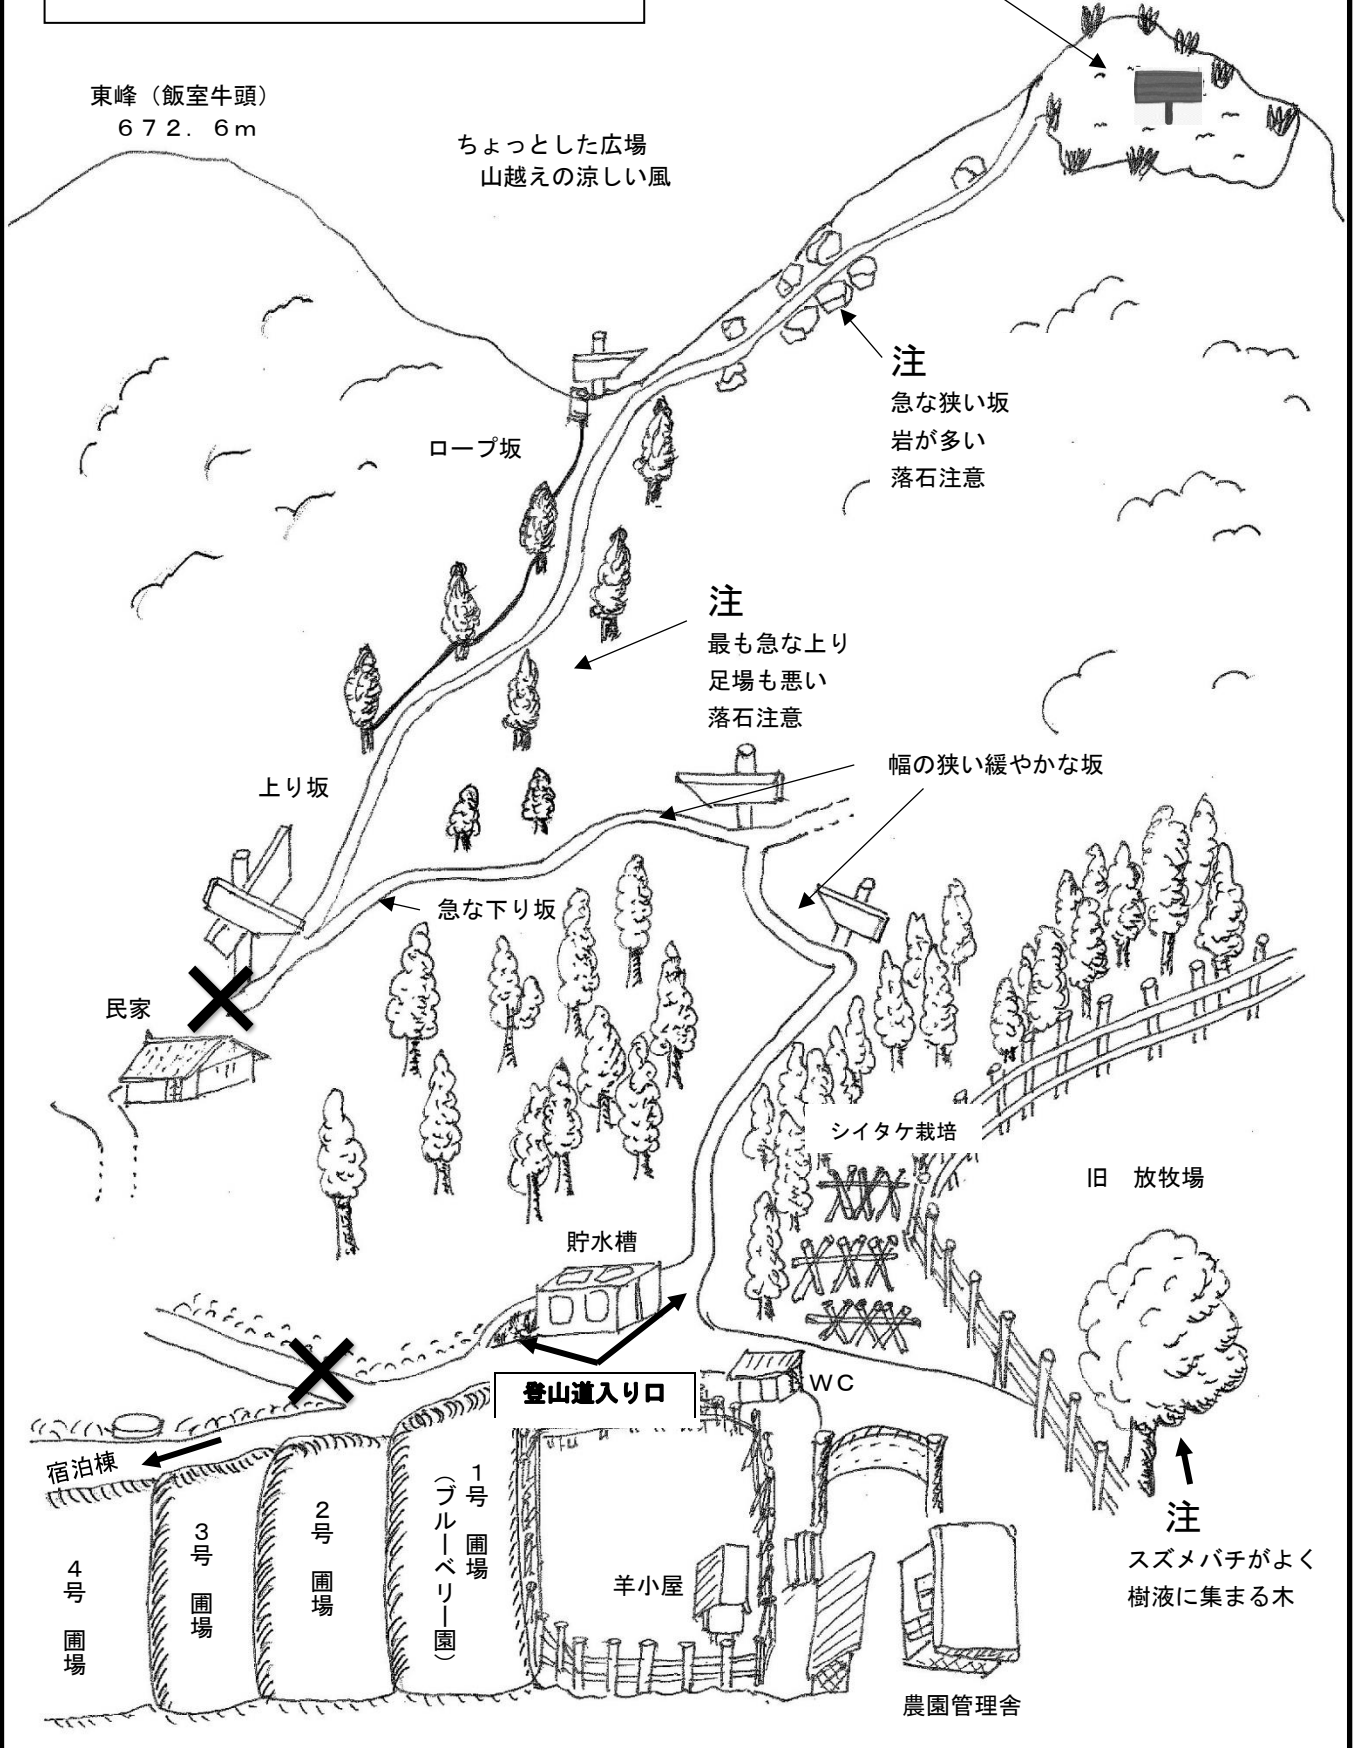 東峰（飯室牛頭）
６７２．６ｍ
ちょっとした広場
山越えの涼しい風
注
急な狭い坂
岩が多い
落石注意
ロープ坂
注
最も急な上り
足場も悪い
落石注意
幅の狭い緩やかな坂
上り坂
急な下り坂
民家
シイタケ栽培
旧　放牧場
貯水槽
登山道入り口
ＷＣ
宿泊棟
１号　圃場
（ブルーベリー園）
２号　圃場
３号　圃場
４号　圃場
羊小屋
注
スズメバチがよく
樹液に集まる木
農園管理舎